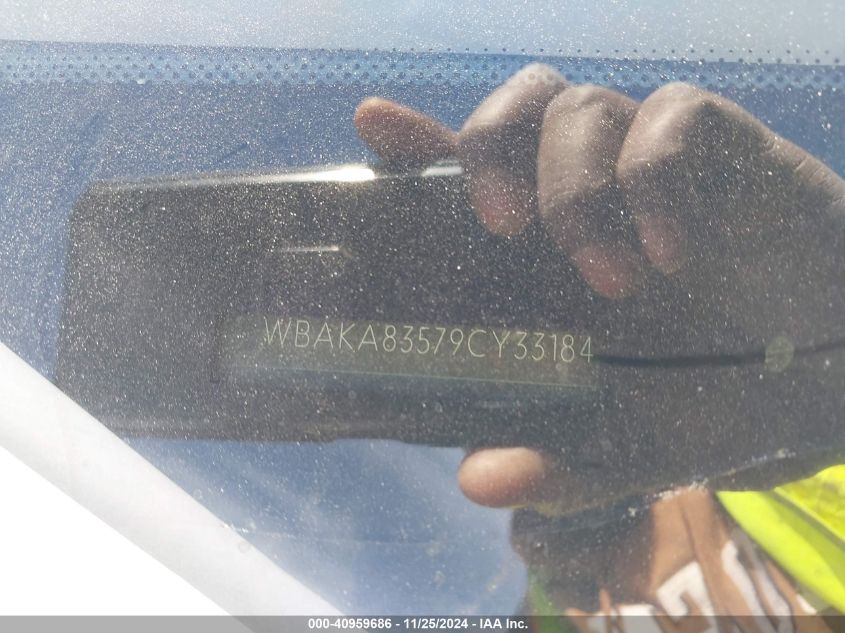 WBAKA83579CY33184
000-40959686 - 11/25/2024 - IAA Inc.